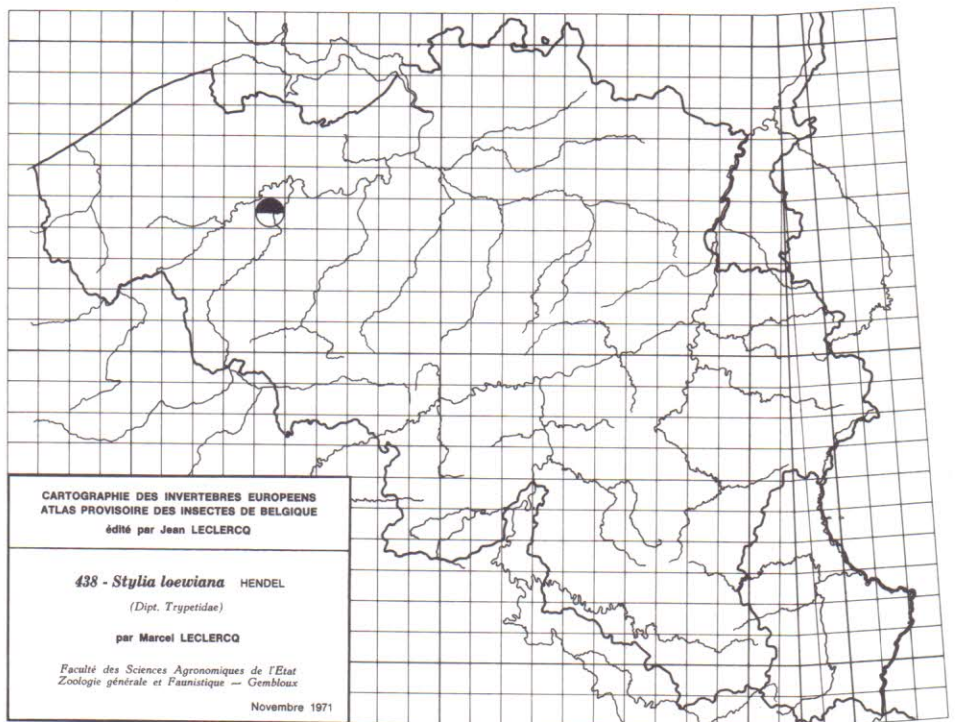 CARTOGRAPHIE DES INVERTEBRES EUROPEENS
ATLAS PROVISOIRE DES INSECTES DE BELGIQUE
édité par Jean LECLERCQ
438 - Stylia loewiana HENDEL
(Dipt. Trypetidae)
par Marcel LECLERCQ
Faculté des Sciences Agronomiques de l'Etat
Zoologie générale et Faunistique — Gembloux
Novembre 1971